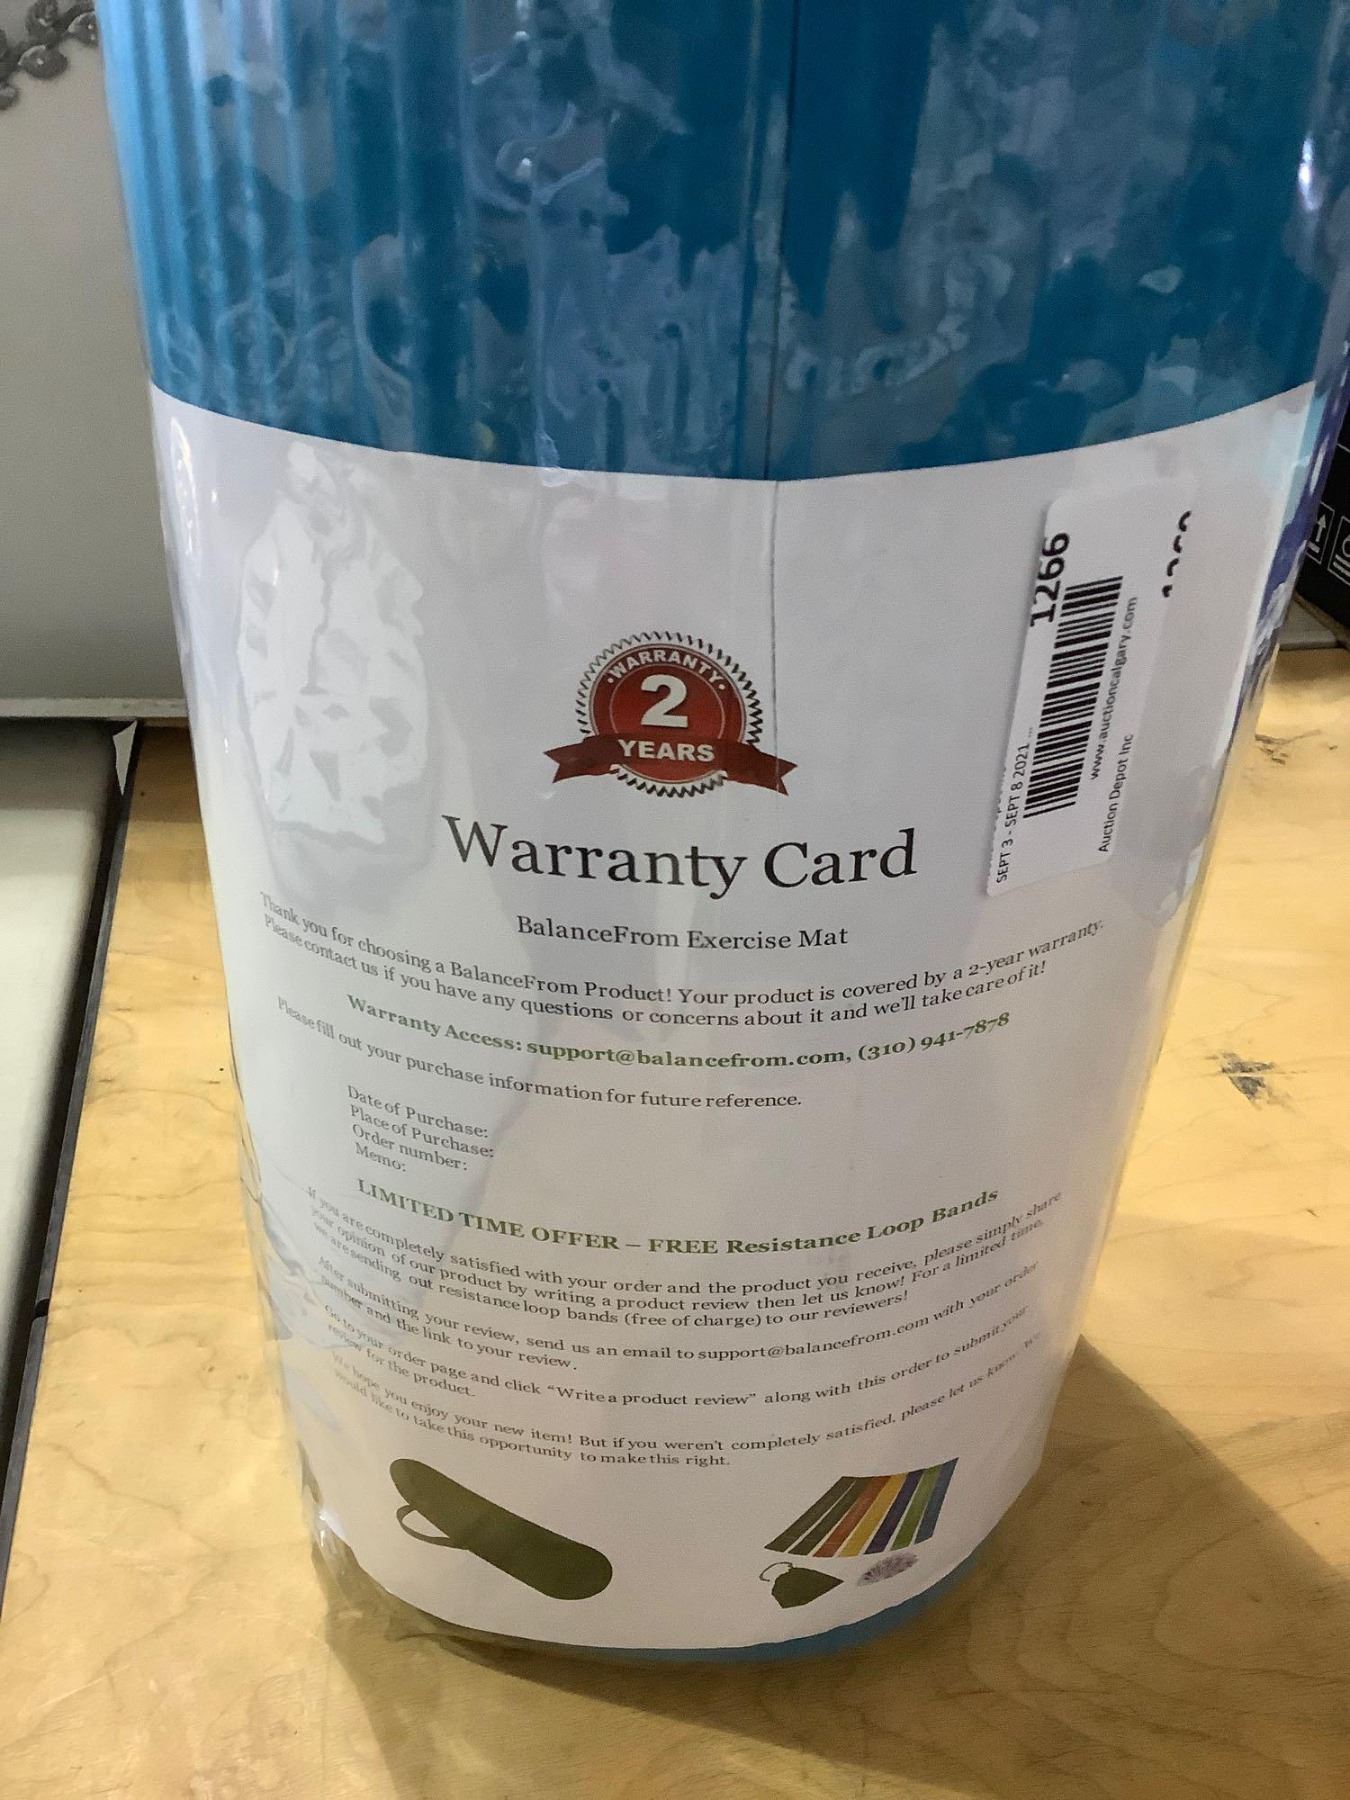 WARRANTY
2
YEARS
1266
SEPT 3 - SEPT 8 2021 ...
www.auctioncalgary.com
Auction Depot Inc
Warranty Card
BalanceFrom Exercise Mat
Thank you for choosing a BalanceFrom Product! Your product is covered by a 2-year warranty.
Please contact us if you have any questions or concerns about it and we'll take care of it!
Warranty Access: support@balancefrom.com, (310) 941-7878
Please fill out your purchase information for future reference.
Date of Purchase:
Place of Purchase:
Order number:
Memo:
LIMITED TIME OFFER – FREE Resistance Loop Bands
If you are completely satisfied with your order and the product you receive, please simply share
your opinion of our product by writing a product review then let us know! For a limited time,
we are sending out resistance loop bands (free of charge) to our reviewers!
After submitting your review, send us an email to support@balancefrom.com with your order
number and the link to your review.
Go to your order page and click “Write a product review” along with this order to submit your
review for the product.
We hope you enjoy your new item! But if you weren't completely satisfied, please let us know. We
would like to take this opportunity to make this right.